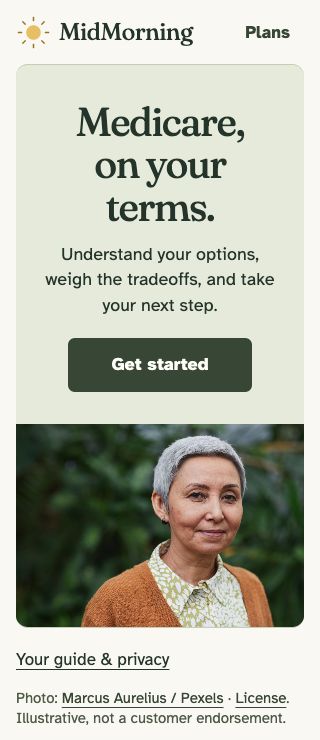 MidMorning
Plans
Medicare,
on your
terms.
Understand your options,
weigh the tradeoffs, and take
your next step.
Get started
Your guide & privacy
Photo: Marcus Aurelius / Pexels · License.
Illustrative, not a customer endorsement.